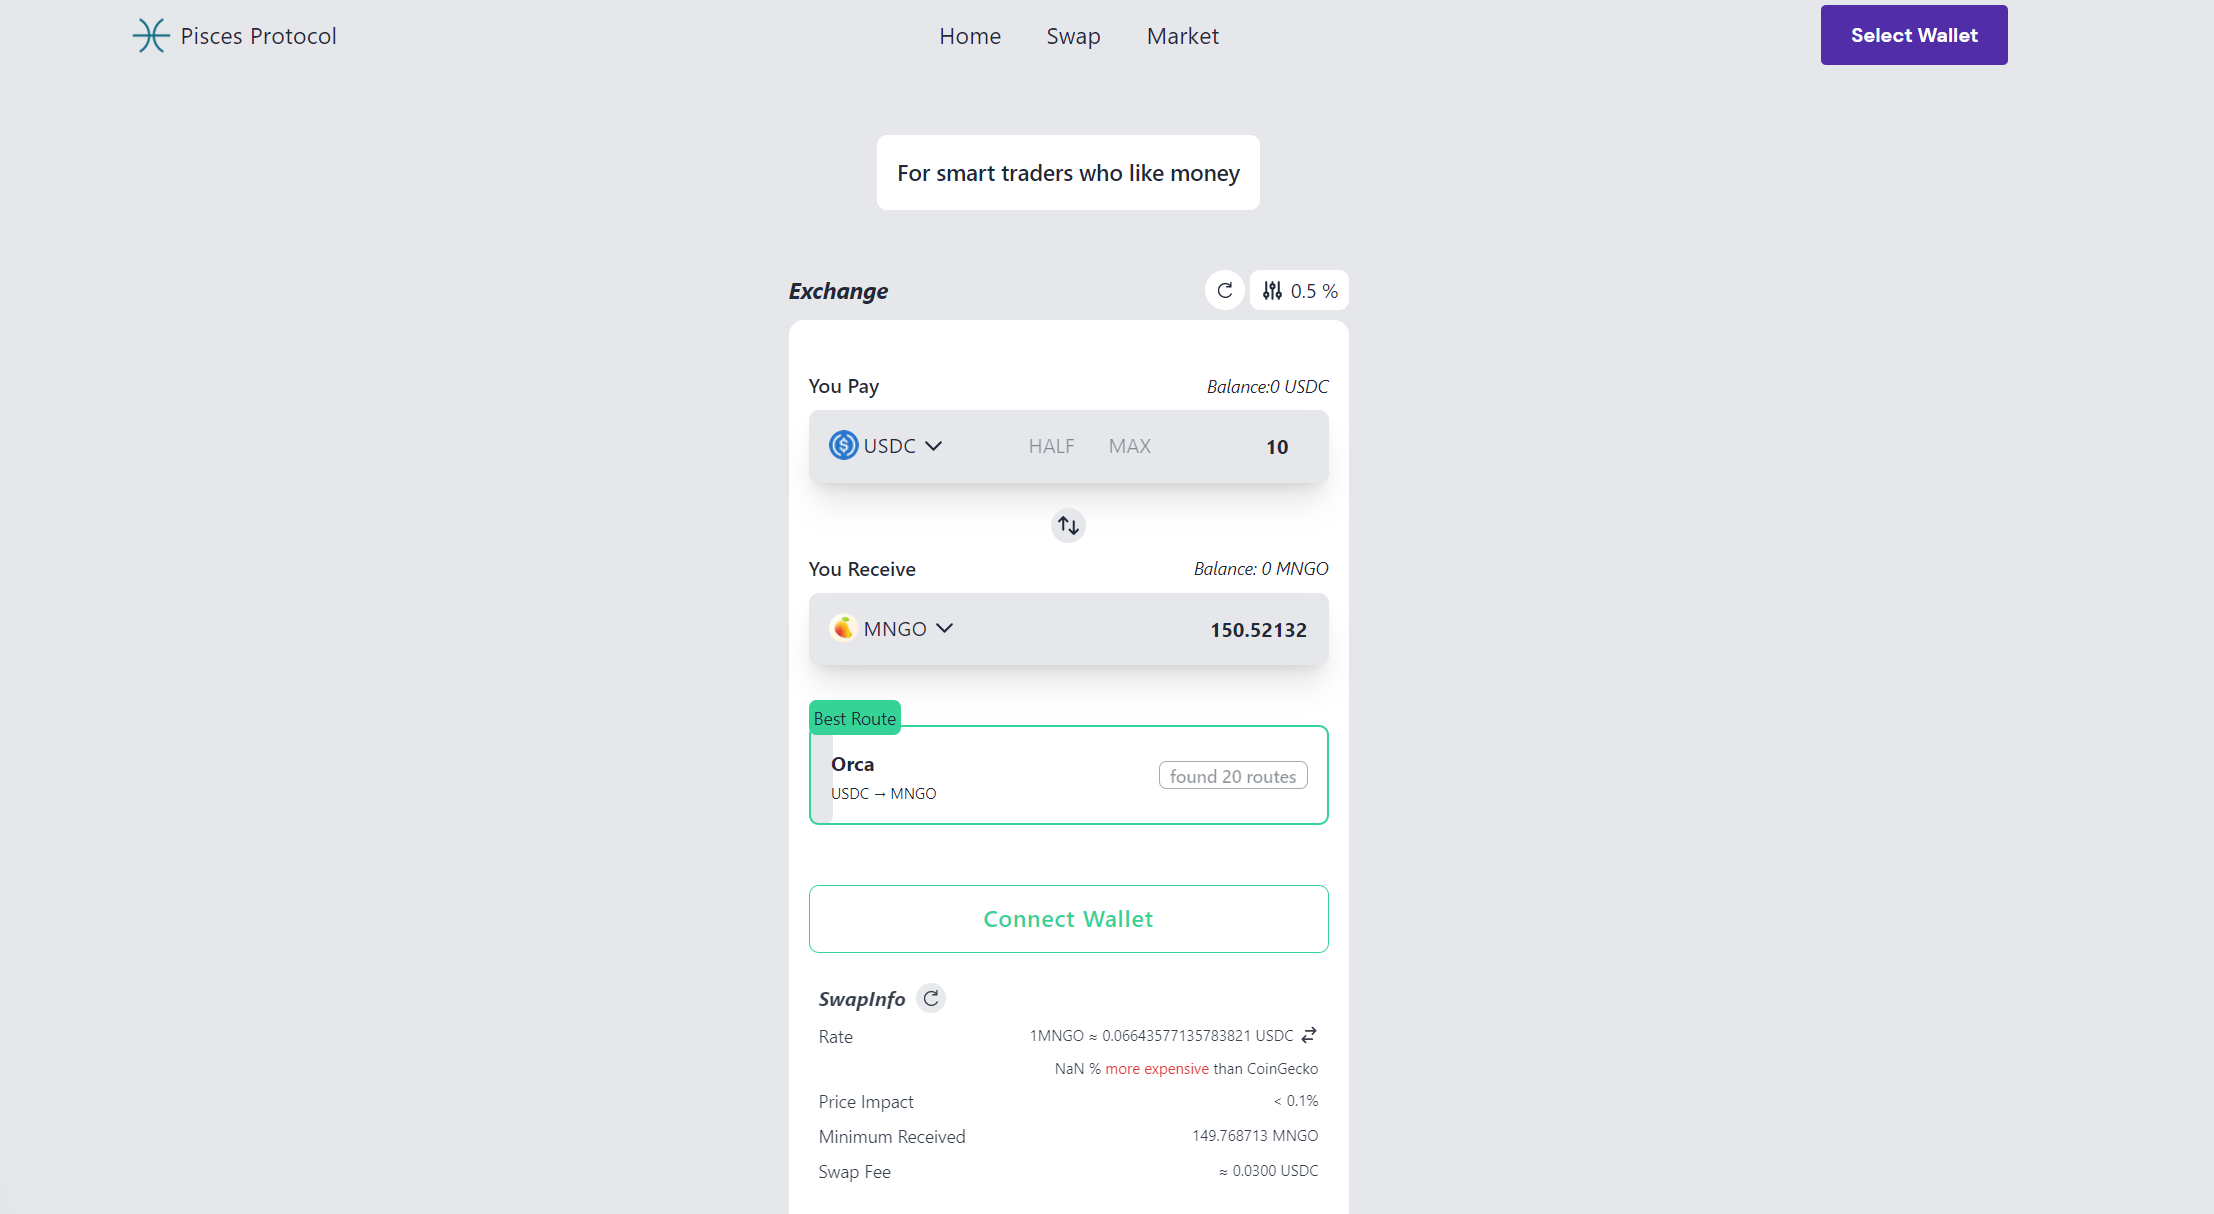 Pisces Protocol
Home Swap Market
Select Wallet
For smart traders who like money
Exchange
0.5 %
You Pay
Balance:0 USDC
USDC
HALF MAX
10
You Receive
Balance: 0 MNGO
MNGO
150.52132
Best Route
Orca
USDC → MNGO
found 20 routes
Connect Wallet
SwapInfo
Rate
1MNGO ≈ 0.06643577135783821 USDC
NaN % more expensive than CoinGecko
Price Impact
< 0.1%
Minimum Received
149.768713 MNGO
Swap Fee
≈ 0.0300 USDC